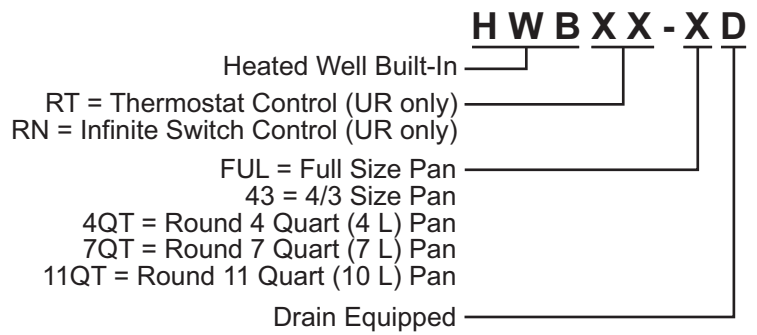 H W B X X - X D
Heated Well Built-In
RT = Thermostat Control (UR only)
RN = Infinite Switch Control (UR only)
FUL = Full Size Pan
43 = 4/3 Size Pan
4QT = Round 4 Quart (4 L) Pan
7QT = Round 7 Quart (7 L) Pan
11QT = Round 11 Quart (10 L) Pan
Drain Equipped